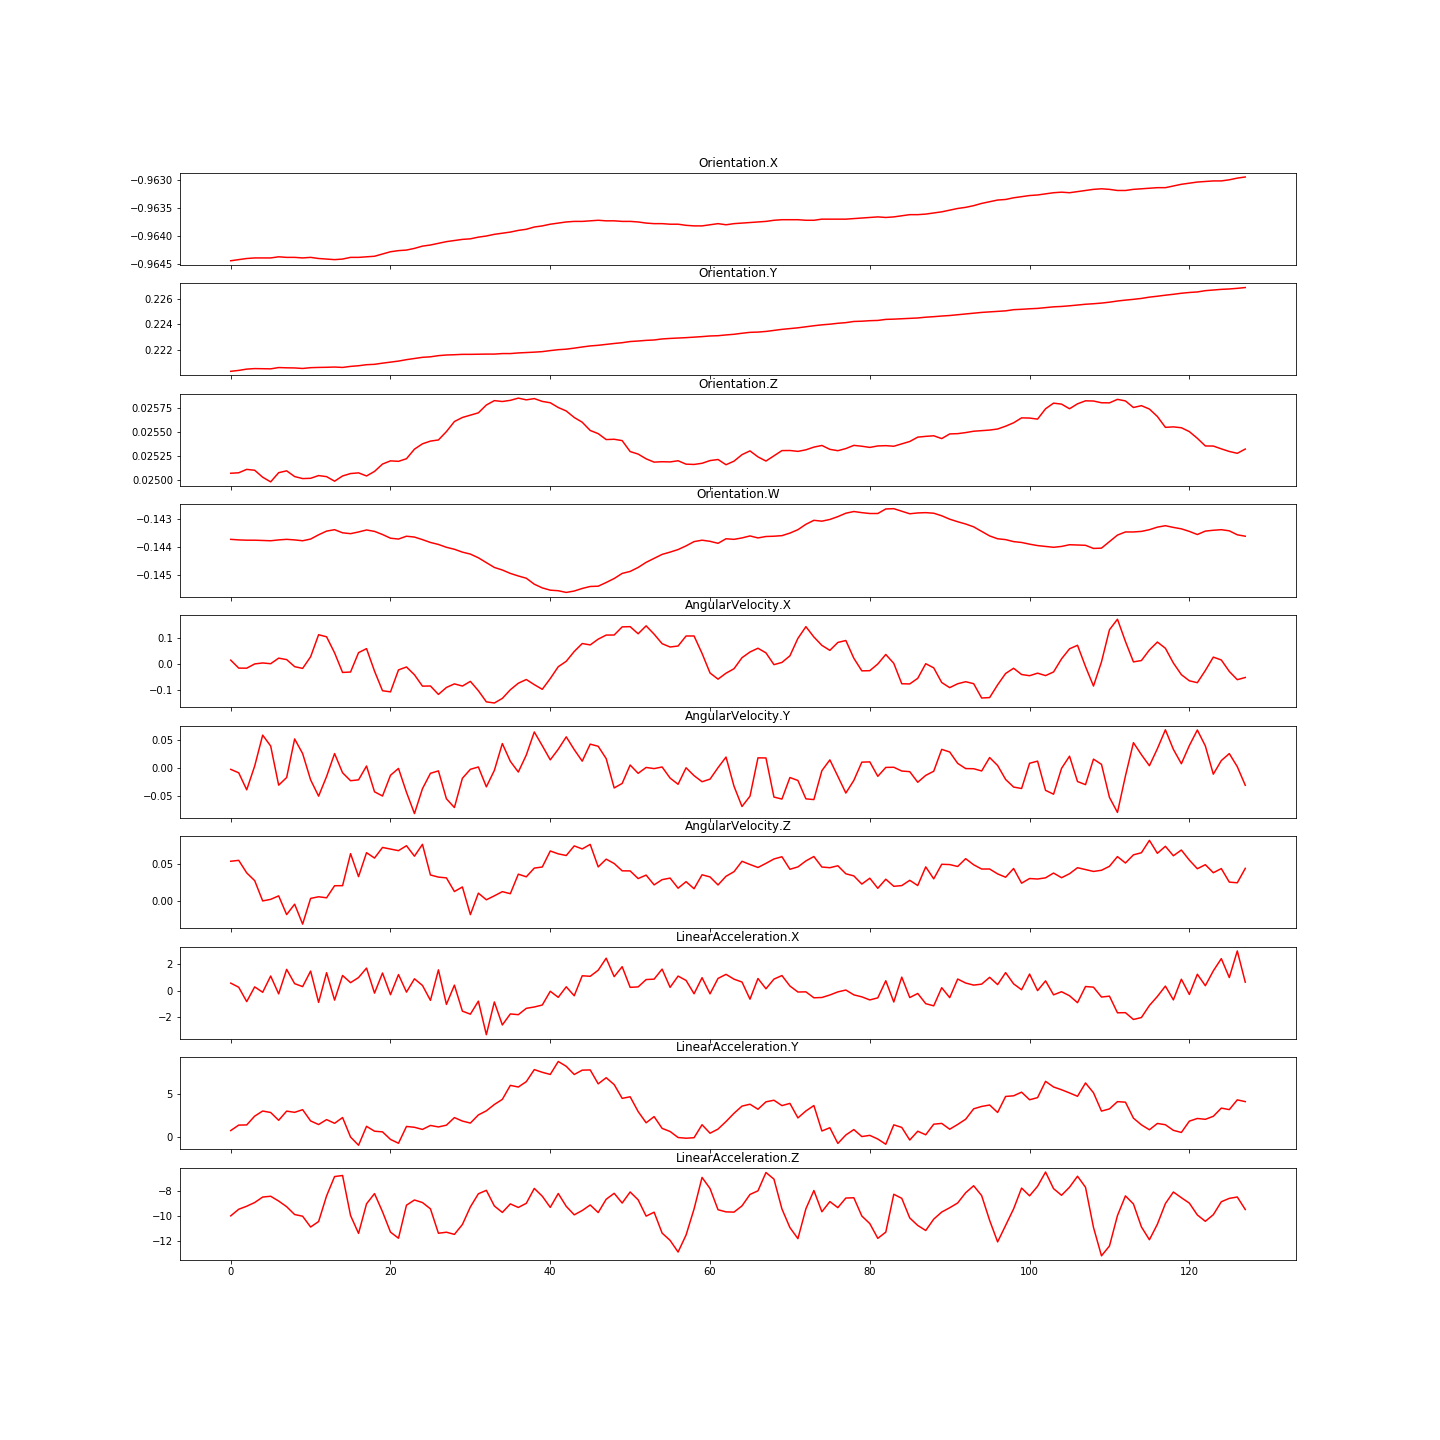 Orientation.X
−0.9630
−0.9635
−0.9640
−0.9645
Orientation.Y
0.226
0.224
0.222
Orientation.Z
0.02575
0.02550
0.02525
0.02500
Orientation.W
−0.143
−0.144
−0.145
AngularVelocity.X
0.1
0.0
−0.1
AngularVelocity.Y
0.05
0.00
−0.05
AngularVelocity.Z
0.05
0.00
LinearAcceleration.X
2
0
−2
LinearAcceleration.Y
5
0
LinearAcceleration.Z
−8
−10
−12
0 20 40 60 80 100 120